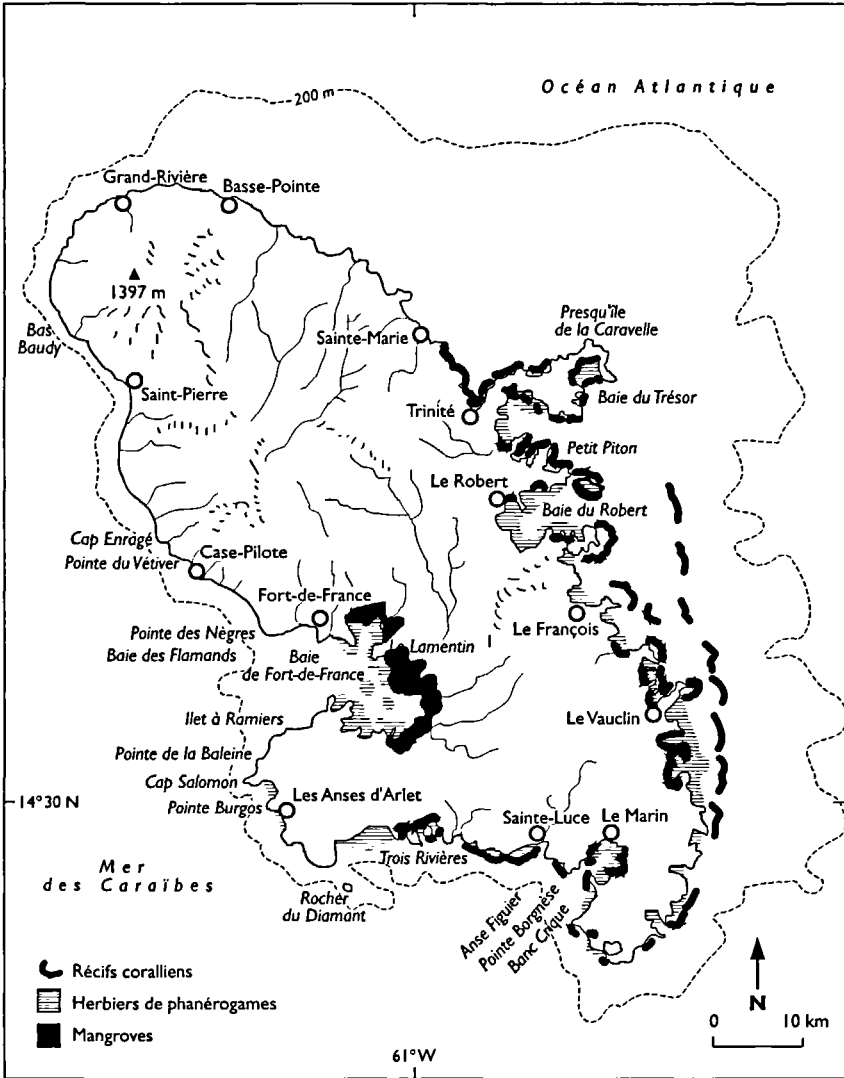 Océan Atlantique
200 m
Grand-Rivière
Basse-Pointe
1397 m
Bas
Baudy
Saint-Pierre
Sainte-Marie
Presqu'île
de la Caravelle
Trinité
Baie du Trésor
Petit Piton
Le Robert
Baie du Robert
Cap Enragé
Pointe du Vétiver
Case-Pilote
Fort-de-France
Pointe des Nègres
Baie des Flamands
Baie
de Fort-de-France
Lamentin
Le François
Ilet à Ramiers
Le Vauclin
Pointe de la Baleine
Cap Salomon
Pointe Burgos
14°30 N
Les Anses d'Arlet
Sainte-Luce
Le Marin
Trois Rivières
Mer
des Caraïbes
Rocher
du Diamant
Anse Figuier
Pointe Borgnèse
Banc Crique
Récifs coralliens
Herbiers de phanérogames
Mangroves
N
0 10 km
61°W